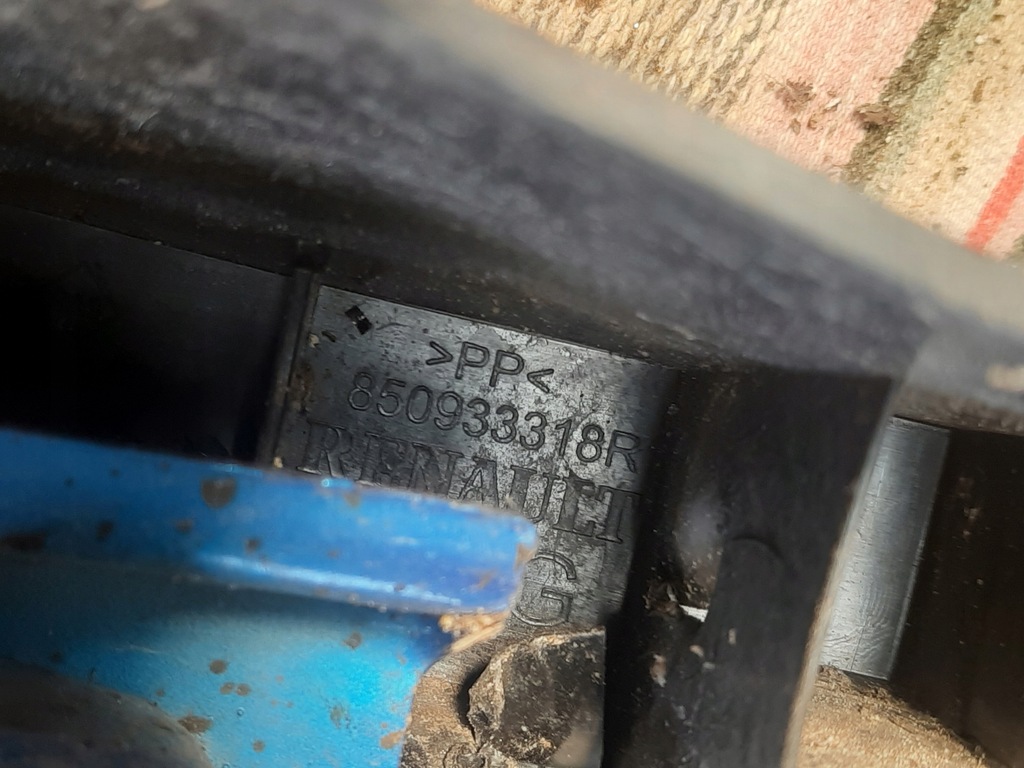 >PP<
850933318R
RENAULT
G